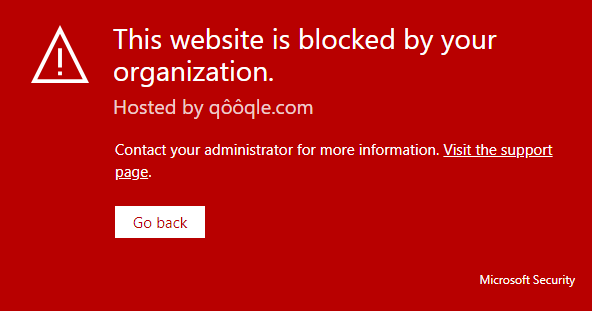 This website is blocked by your
organization.
Hosted by qôôqle.com
Contact your administrator for more information. Visit the support
page.
Go back
Microsoft Security